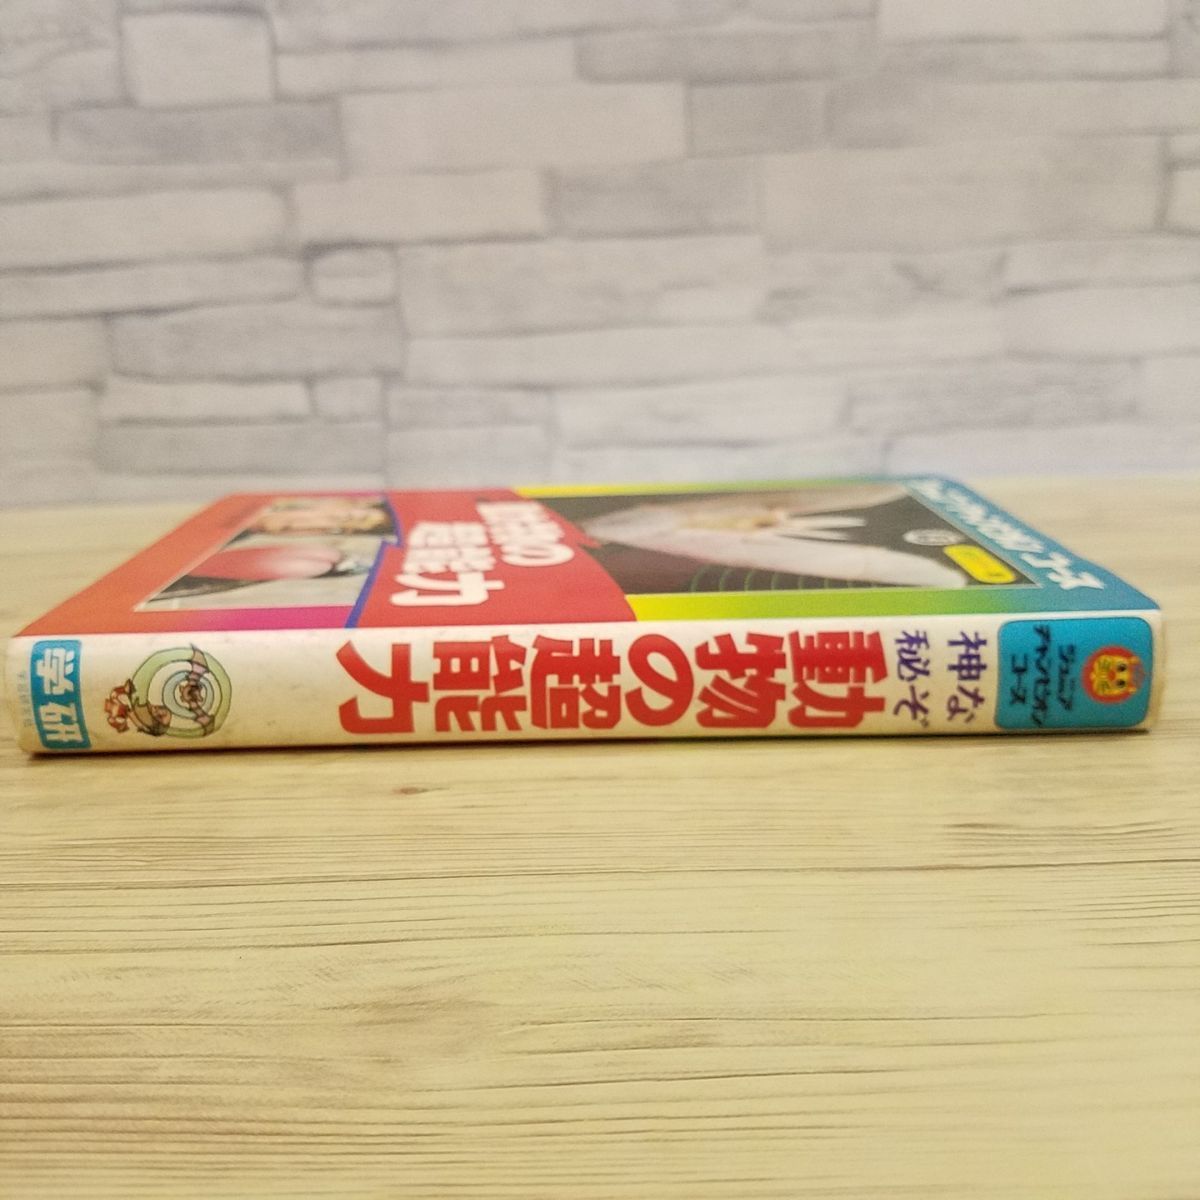 ジュニア
チャンピオン
コース
なぞ
神秘
動物の超能力
学研
動物の
超能力